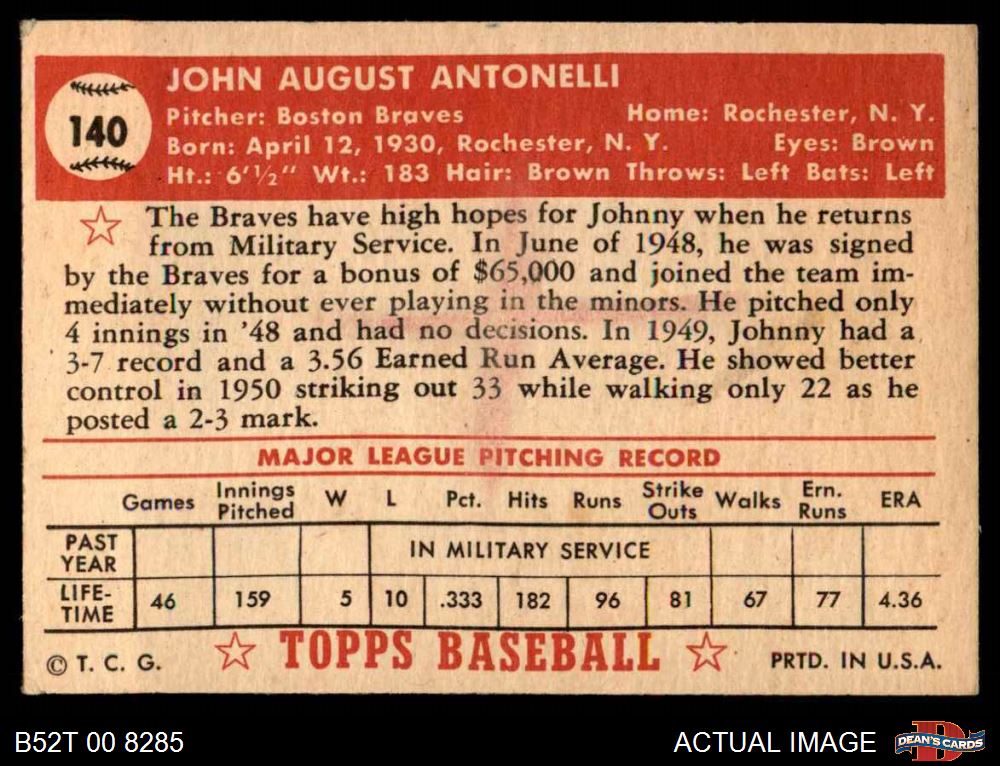 140
JOHN AUGUST ANTONELLI
Pitcher: Boston Braves Home: Rochester, N. Y.
Born: April 12, 1930, Rochester, N. Y. Eyes: Brown
Ht.: 6'½" Wt.: 183 Hair: Brown Throws: Left Bats: Left
The Braves have high hopes for Johnny when he returns
from Military Service. In June of 1948, he was signed
by the Braves for a bonus of $65,000 and joined the team im-
mediately without ever playing in the minors. He pitched only
4 innings in '48 and had no decisions. In 1949, Johnny had a
3-7 record and a 3.56 Earned Run Average. He showed better
control in 1950 striking out 33 while walking only 22 as he
posted a 2-3 mark.
MAJOR LEAGUE PITCHING RECORD
Games Innings Pitched W L Pct. Hits Runs Strike Outs Walks Ern. Runs ERA
PAST YEAR IN MILITARY SERVICE
LIFE-TIME 46 159 5 10 .333 182 96 81 67 77 4.36
© T. C. G. ☆ TOPPS BASEBALL ☆ PRTD. IN U.S.A.
B52T 00 8285 ACTUAL IMAGE DEAN'S CARDS